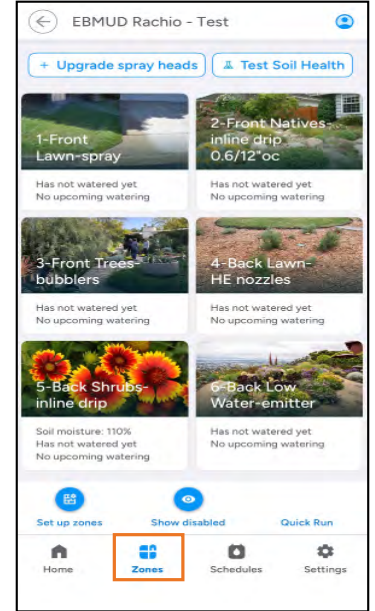 EBMUD Rachio - Test
+ Upgrade spray heads
Test Soil Health
1-Front
Lawn-spray
Has not watered yet
No upcoming watering
2-Front Natives-
inline drip
0.6/12"oc
Has not watered yet
No upcoming watering
3-Front Trees-
bubblers
Has not watered yet
No upcoming watering
4-Back Lawn-
HE nozzles
Has not watered yet
No upcoming watering
5-Back Shrubs-
inline drip
Soil moisture: 110%
Has not watered yet
No upcoming watering
6-Back Low
Water-emitter
Has not watered yet
No upcoming watering
Set up zones
Show disabled
Quick Run
Home
Zones
Schedules
Settings